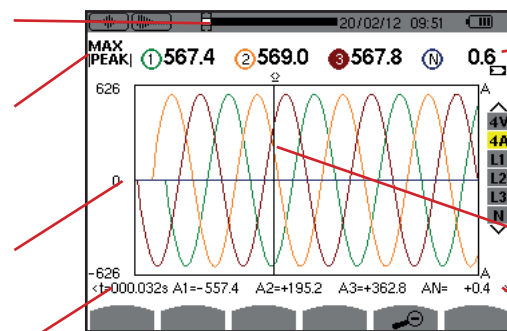 20/02/12 09:51
MAX
|PEAK| 1 567.4 2 569.0 3 567.8 N 0.6
626 A
4V
4A
L1
0
L2
L3
N
-626 A
<t=000.032s A1=-557.4 A2=+195.2 A3=+362.8 AN= +0.4